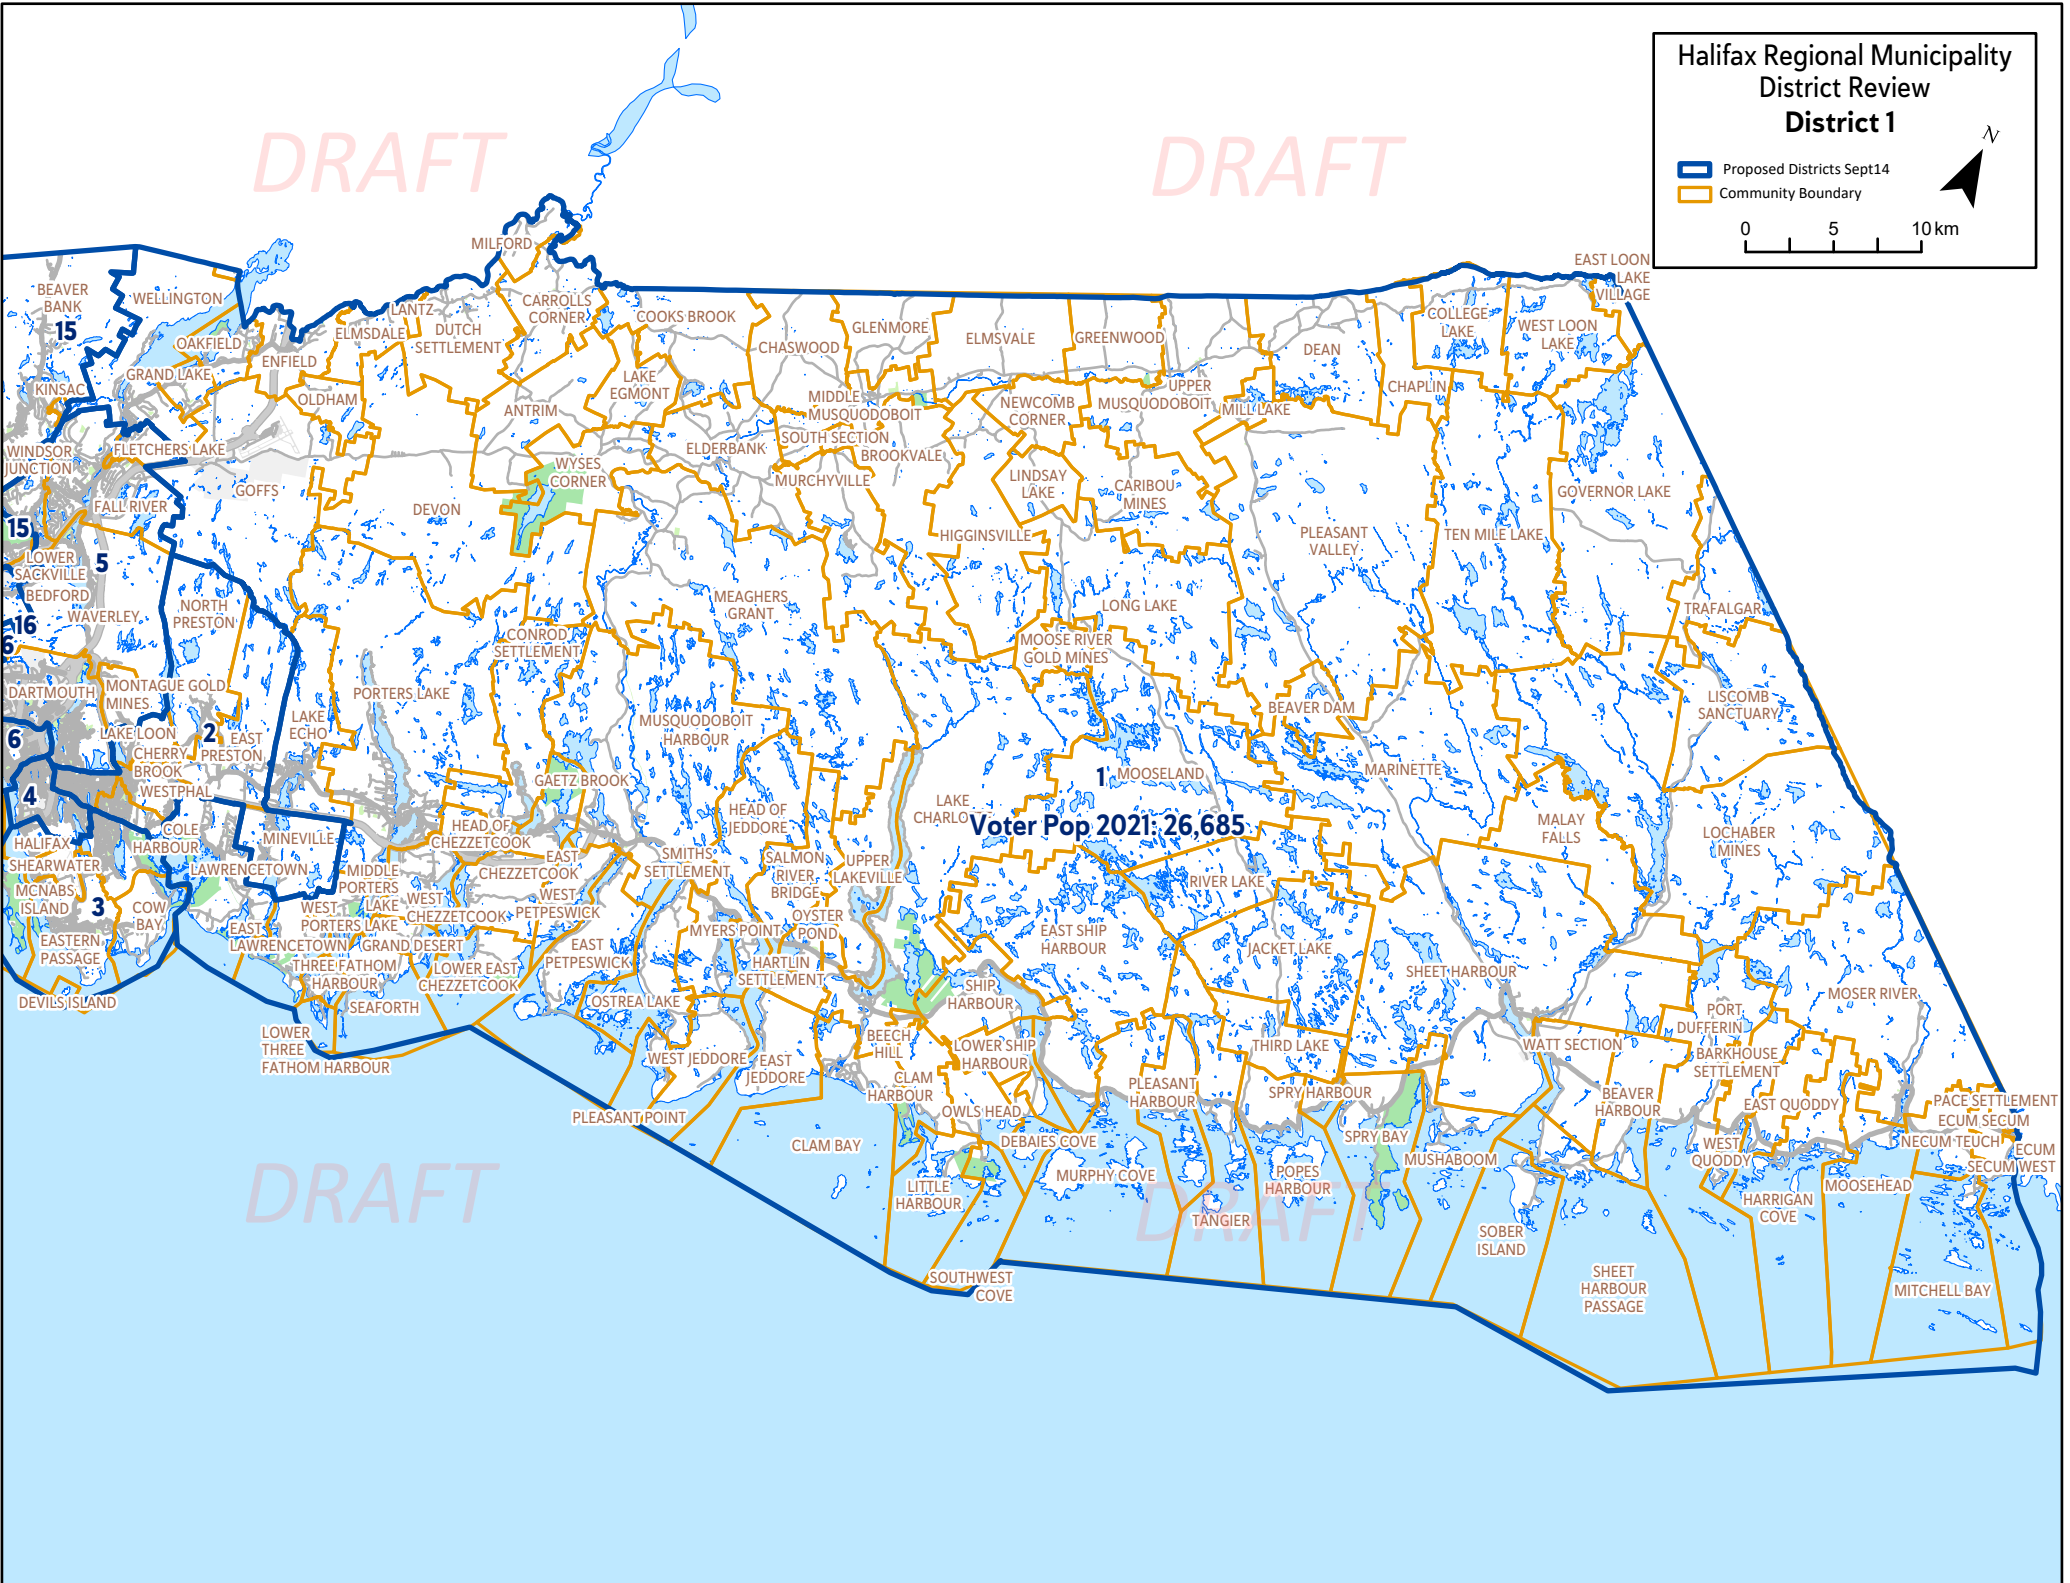 Halifax Regional Municipality
District Review
District 1
N
Proposed Districts Sept14
Community Boundary
0 5 10 km
DRAFT
DRAFT
MILFORD
EAST LOON
LAKE
VILLAGE
BEAVER
BANK
15
WELLINGTON
OAKFIELD
GRAND LAKE
KINSAC
ENFIELD
ELMSDALE
LANTZ
DUTCH
SETTLEMENT
CARROLLS
CORNER
COOKS BROOK
CHASWOOD
GLENMORE
ELMSVALE
GREENWOOD
DEAN
COLLEGE
LAKE
WEST LOON
LAKE
OLDHAM
ANTRIM
LAKE
EGMONT
MIDDLE
MUSQUODOBOIT
NEWCOMB
CORNER
UPPER
MUSQUODOBOIT
MILL LAKE
CHAPLIN
WINDSOR
JUNCTION
FLETCHERS LAKE
GOFFS
FALL RIVER
DEVON
WYSES
CORNER
ELDERBANK
SOUTH SECTION
BROOKVALE
MURCHYVILLE
LINDSAY
LAKE
CARIBOU
MINES
HIGGINSVILLE
PLEASANT
VALLEY
TEN MILE LAKE
GOVERNOR LAKE
15
LOWER
SACKVILLE
5
BEDFORD
WAVERLEY
16
6
NORTH
PRESTON
CONROD
SETTLEMENT
MEAGHERS
GRANT
LONG LAKE
MOOSE RIVER
GOLD MINES
TRAFALGAR
DARTMOUTH
MONTAGUE GOLD
MINES
PORTERS LAKE
LAKE
ECHO
MUSQUODOBOIT
HARBOUR
BEAVER DAM
LISCOMB
SANCTUARY
6
LAKE LOON
CHERRY
BROOK
WESTPHAL
2
EAST
PRESTON
GAETZ BROOK
1
MOOSELAND
MARINETTE
4
LAKE
CHARLO
Voter Pop 2021: 26,685
HEAD OF
JEDDORE
MALAY
FALLS
LOCHABER
MINES
HALIFAX
SHEARWATER
COLE
HARBOUR
MINEVILLE
LAWRENCETOWN
HEAD OF
CHEZZETCOOK
EAST
CHEZZETCOOK
SMITHS
SETTLEMENT
SALMON
RIVER
BRIDGE
UPPER
LAKEVILLE
RIVER LAKE
MCNABS
ISLAND
3
COW
BAY
MIDDLE
PORTERS
LAKE
WEST
CHEZZETCOOK
WEST
PETPESWICK
OYSTER
POND
EASTERN
PASSAGE
EAST
LAWRENCETOWN
WEST
PORTERS LAKE
GRAND DESERT
EAST
PETPESWICK
MYERS POINT
HARTLIN
SETTLEMENT
EAST SHIP
HARBOUR
JACKET LAKE
SHEET HARBOUR
MOSER RIVER
DEVILS ISLAND
THREE FATHOM
HARBOUR
SEAFORTH
LOWER EAST
CHEZZETCOOK
OSTREA LAKE
SHIP
HARBOUR
PORT
DUFFERIN
LOWER
THREE
FATHOM HARBOUR
WEST JEDDORE
EAST
JEDDORE
BEECH
HILL
LOWER SHIP
HARBOUR
THIRD LAKE
WATT SECTION
BARKHOUSE
SETTLEMENT
PLEASANT POINT
CLAM
HARBOUR
OWLS HEAD
PLEASANT
HARBOUR
SPRY HARBOUR
BEAVER
HARBOUR
EAST QUODDY
PACE SETTLEMENT
ECUM SECUM
CLAM BAY
DEBAIES COVE
SPRY BAY
MUSHABOOM
WEST
QUODDY
NECUM TEUCH
ECUM
SECUM WEST
DRAFT
LITTLE
HARBOUR
MURPHY COVE
DRAFT
TANGIER
POPES
HARBOUR
HARRIGAN
COVE
MOOSEHEAD
SOBER
ISLAND
SOUTHWEST
COVE
SHEET
HARBOUR
PASSAGE
MITCHELL BAY